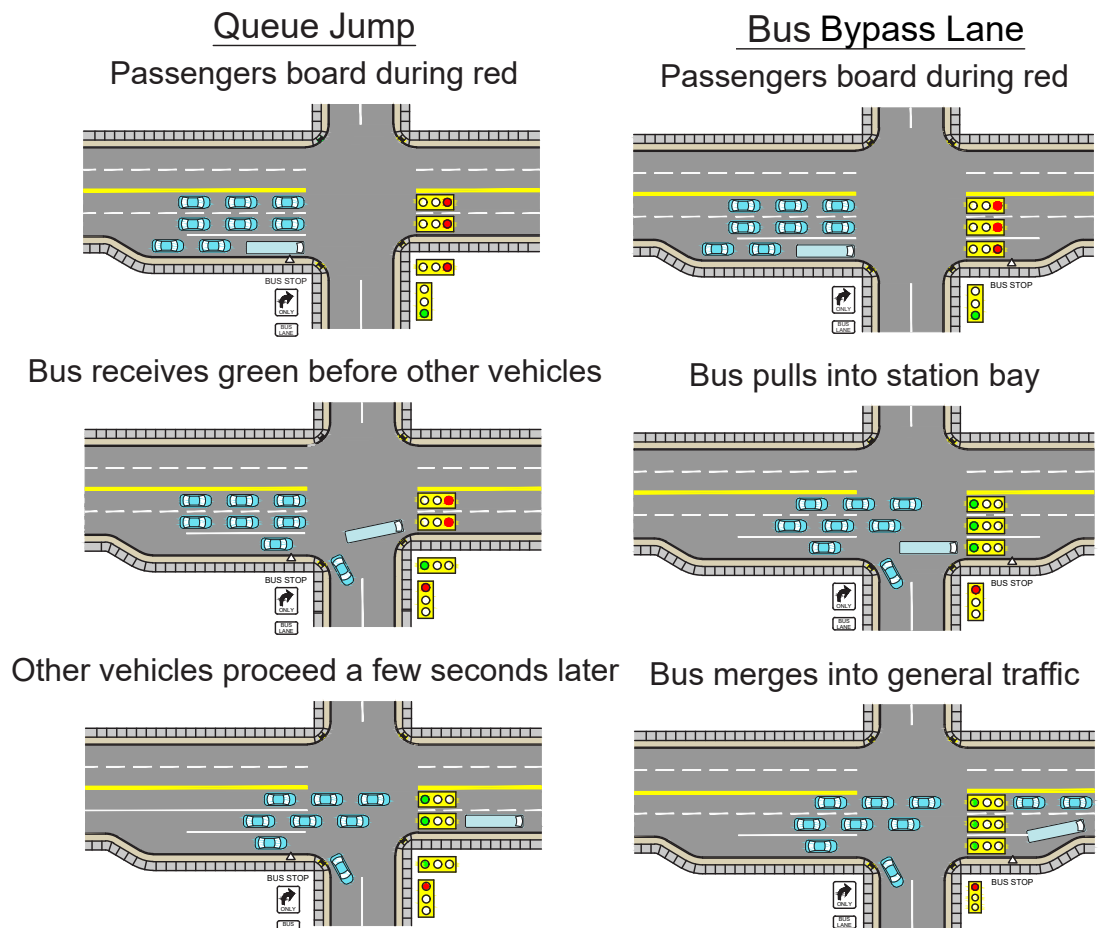 Queue Jump
Passengers board during red
BUS STOP
ONLY
BUS
LANE
Bus receives green before other vehicles
BUS STOP
ONLY
BUS
LANE
Other vehicles proceed a few seconds later
BUS STOP
ONLY
BUS
Bus Bypass Lane
Passengers board during red
BUS STOP
ONLY
BUS
LANE
Bus pulls into station bay
BUS STOP
ONLY
BUS
LANE
Bus merges into general traffic
BUS STOP
ONLY
BUS
LANE